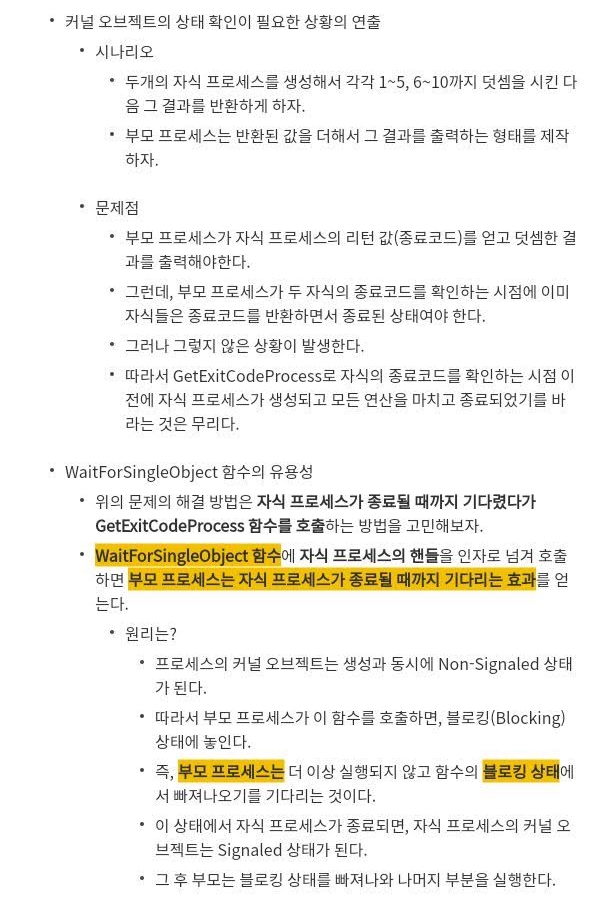 • 커널 오브젝트의 상태 확인이 필요한 상황의 연출
• 시나리오
• 두개의 자식 프로세스를 생성해서 각각 1~5, 6~10까지 덧셈을 시킨 다
음 그 결과를 반환하게 하자.
• 부모 프로세스는 반환된 값을 더해서 그 결과를 출력하는 형태를 제작
하자.
• 문제점
• 부모 프로세스가 자식 프로세스의 리턴 값(종료코드)를 얻고 덧셈한 결
과를 출력해야한다.
• 그런데, 부모 프로세스가 두 자식의 종료코드를 확인하는 시점에 이미
자식들은 종료코드를 반환하면서 종료된 상태여야 한다.
• 그러나 그렇지 않은 상황이 발생한다.
• 따라서 GetExitCodeProcess로 자식의 종료코드를 확인하는 시점 이
전에 자식 프로세스가 생성되고 모든 연산을 마치고 종료되었기를 바
라는 것은 무리다.
• WaitForSingleObject 함수의 유용성
• 위의 문제의 해결 방법은 자식 프로세스가 종료될 때까지 기다렸다가
GetExitCodeProcess 함수를 호출하는 방법을 고민해보자.
• WaitForSingleObject 함수에 자식 프로세스의 핸들을 인자로 넘겨 호출
하면 부모 프로세스는 자식 프로세스가 종료될 때까지 기다리는 효과를 얻
는다.
• 원리는?
• 프로세스의 커널 오브젝트는 생성과 동시에 Non-Signaled 상태
가 된다.
• 따라서 부모 프로세스가 이 함수를 호출하면, 블로킹(Blocking)
상태에 놓인다.
• 즉, 부모 프로세스는 더 이상 실행되지 않고 함수의 블로킹 상태에
서 빠져나오기를 기다리는 것이다.
• 이 상태에서 자식 프로세스가 종료되면, 자식 프로세스의 커널 오
브젝트는 Signaled 상태가 된다.
• 그 후 부모는 블로킹 상태를 빠져나와 나머지 부분을 실행한다.